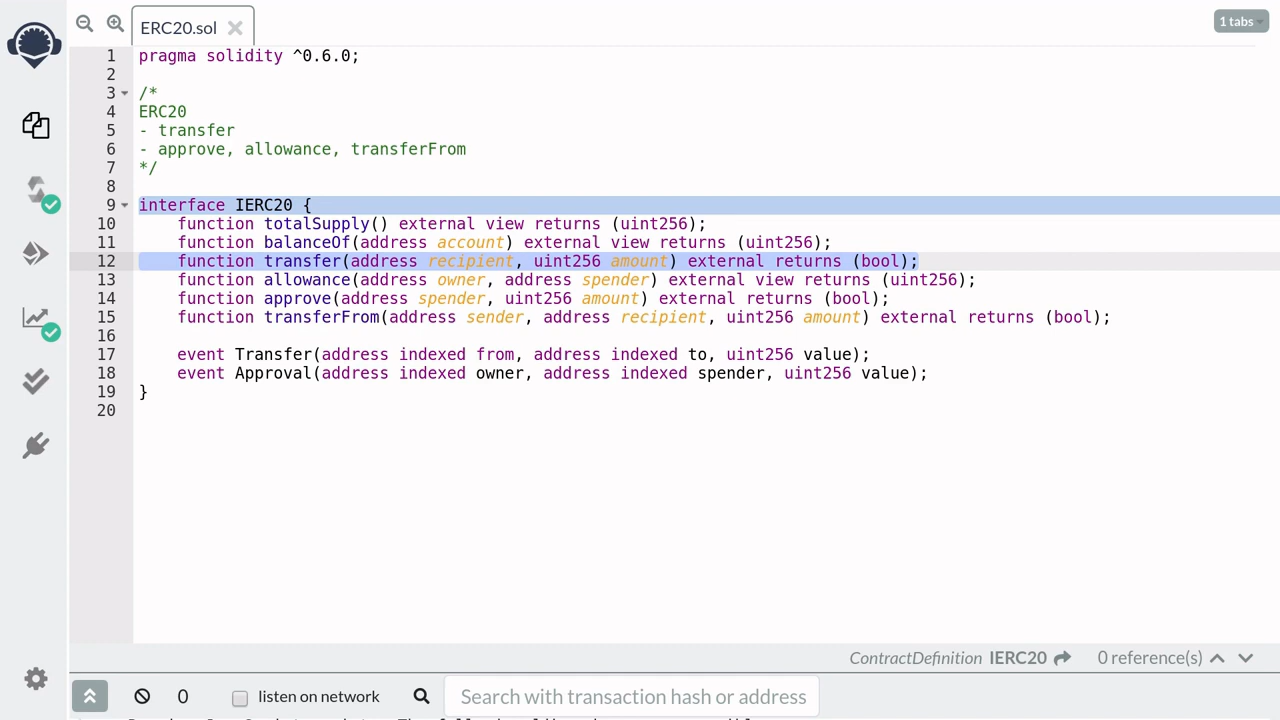 ERC20.sol
1 tabs
1 pragma solidity ^0.6.0;
2
3 /*
4 ERC20
5 - transfer
6 - approve, allowance, transferFrom
7 */
8
9 interface IERC20 {
10 function totalSupply() external view returns (uint256);
11 function balanceOf(address account) external view returns (uint256);
12 function transfer(address recipient, uint256 amount) external returns (bool);
13 function allowance(address owner, address spender) external view returns (uint256);
14 function approve(address spender, uint256 amount) external returns (bool);
15 function transferFrom(address sender, address recipient, uint256 amount) external returns (bool);
16
17 event Transfer(address indexed from, address indexed to, uint256 value);
18 event Approval(address indexed owner, address indexed spender, uint256 value);
19 }
20
ContractDefinition IERC20 0 reference(s)
0 listen on network Search with transaction hash or address